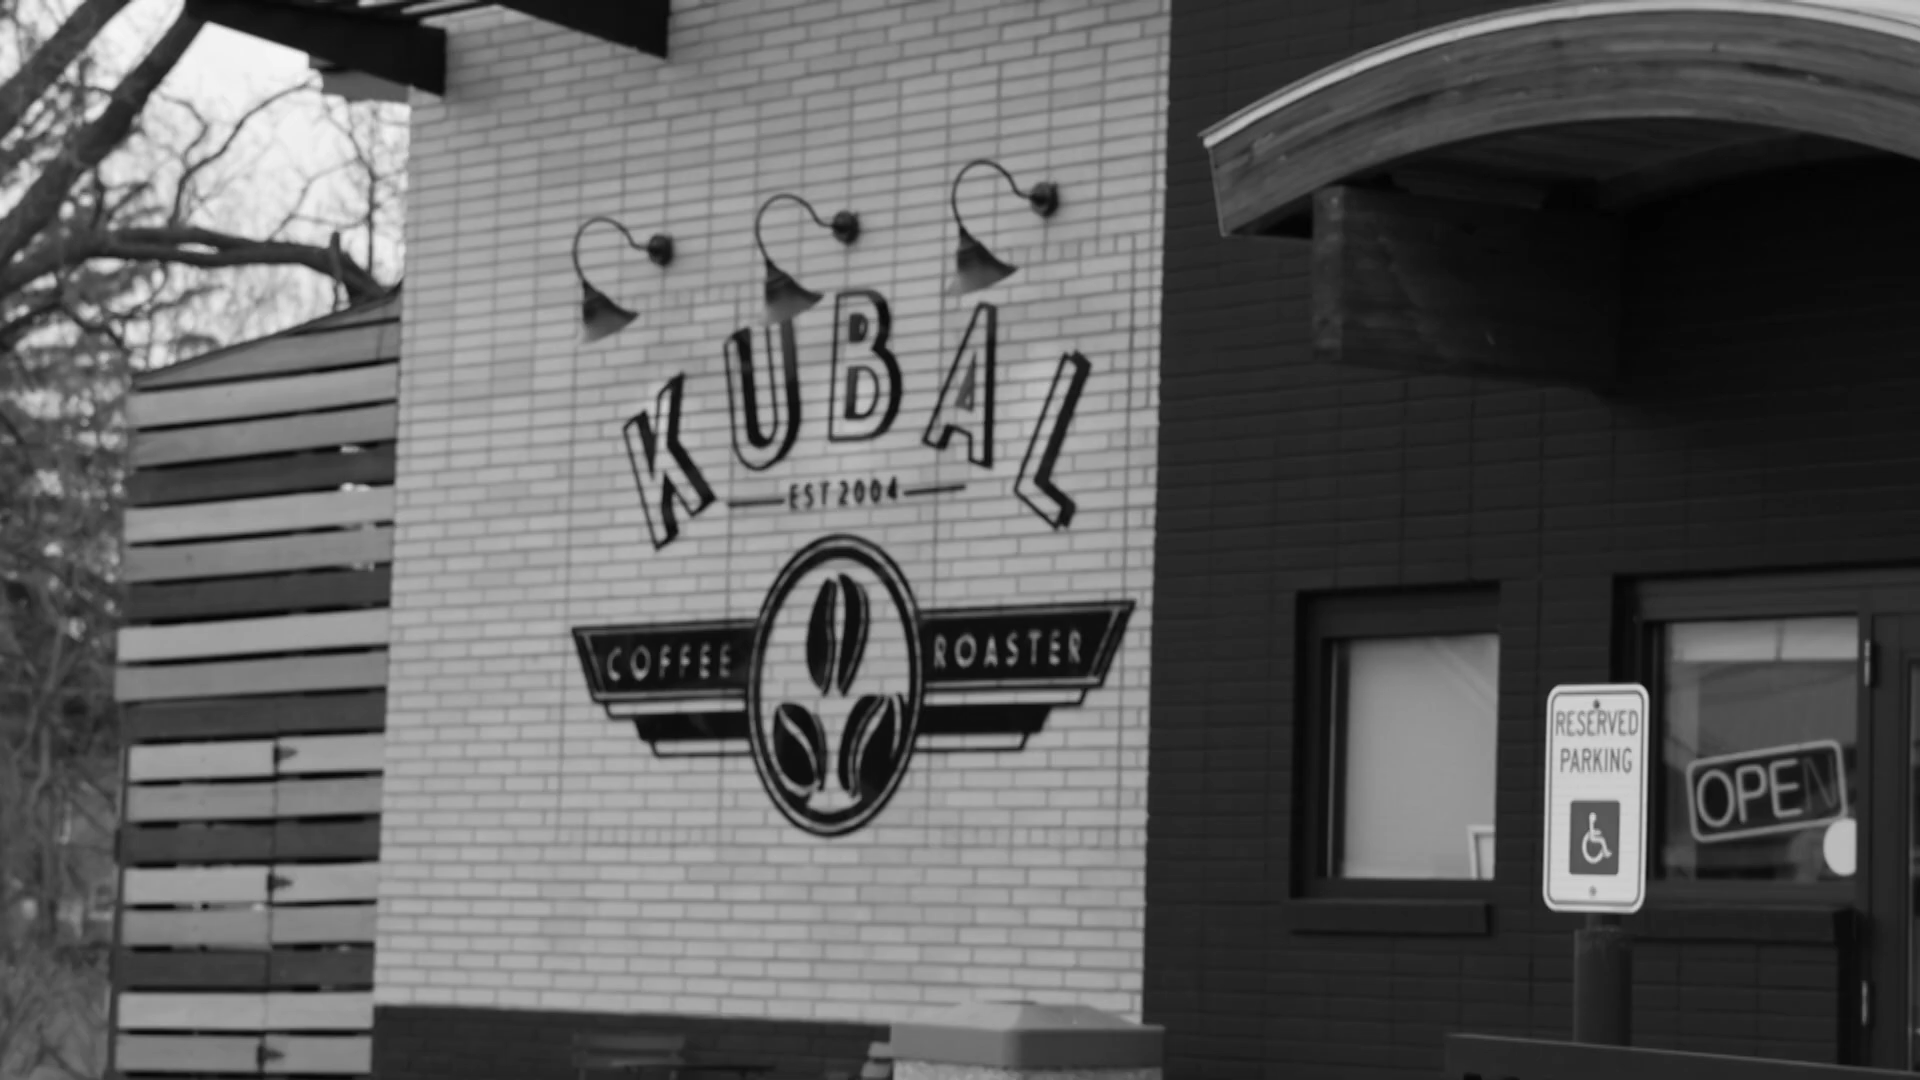 KUBAL
EST 2004
COFFEE ROASTER
RESERVED
PARKING
OPEN